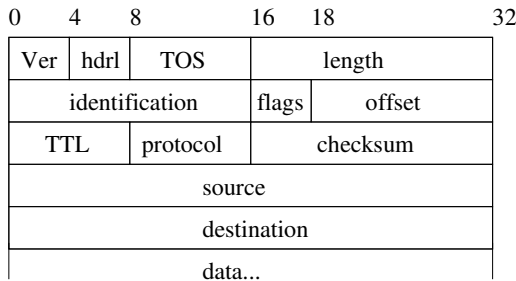 0 4 8 16 18 32
Ver hdrl TOS length
identification flags offset
TTL protocol checksum
source
destination
data...